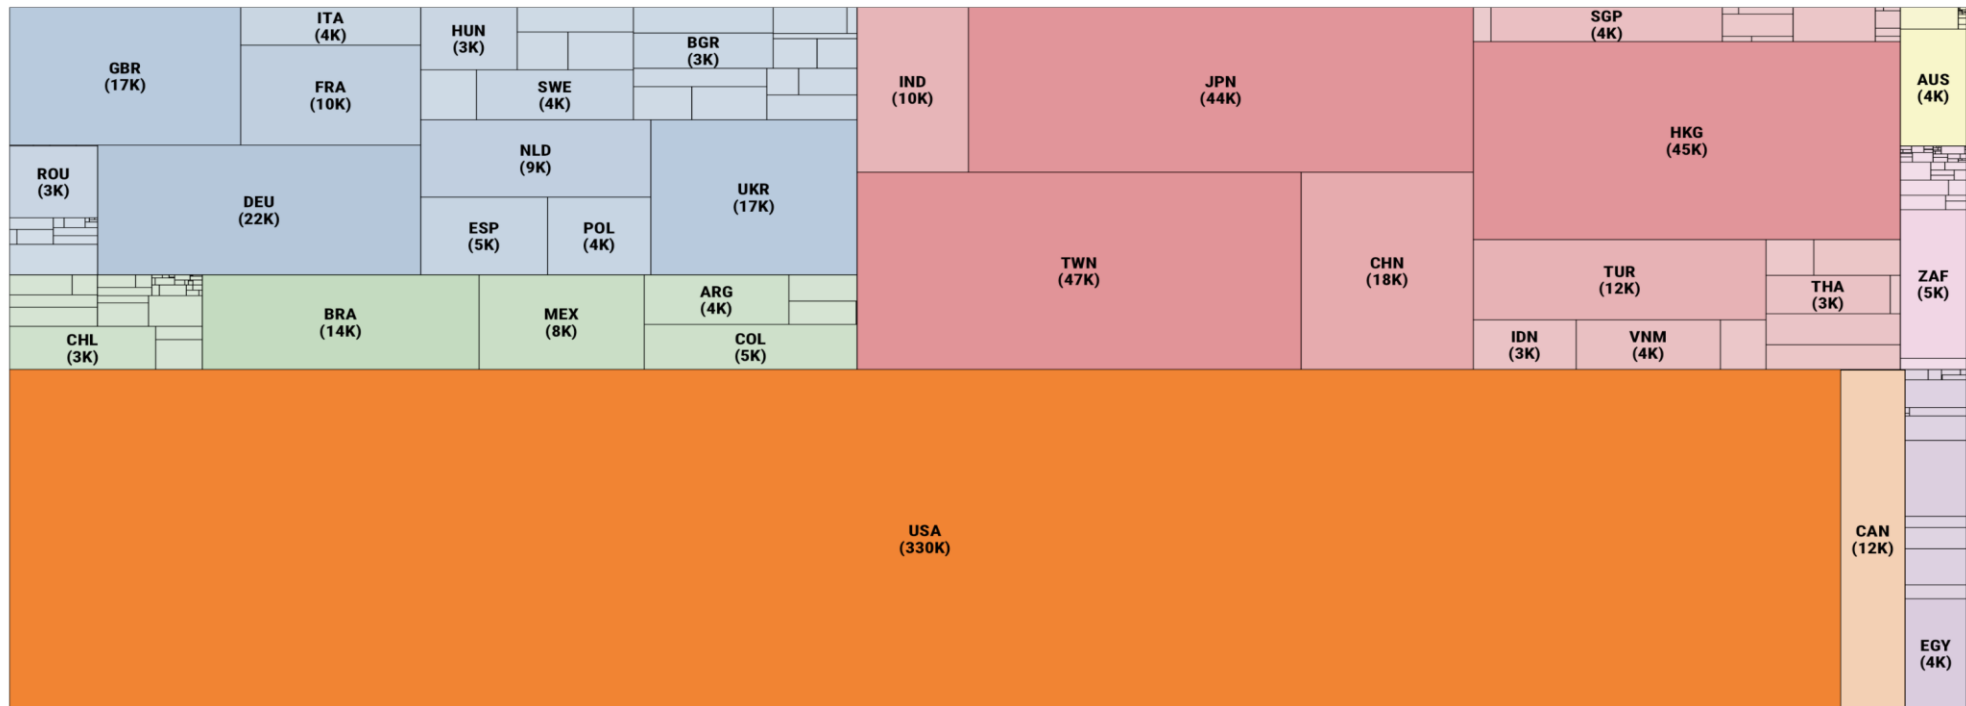 GBR
(17K)
ITA
(4K)
FRA
(10K)
HUN
(3K)
SWE
(4K)
BGR
(3K)
ROU
(3K)
DEU
(22K)
NLD
(9K)
ESP
(5K)
POL
(4K)
UKR
(17K)
CHL
(3K)
BRA
(14K)
MEX
(8K)
ARG
(4K)
COL
(5K)
IND
(10K)
JPN
(44K)
TWN
(47K)
CHN
(18K)
SGP
(4K)
HKG
(45K)
TUR
(12K)
THA
(3K)
IDN
(3K)
VNM
(4K)
AUS
(4K)
ZAF
(5K)
USA
(330K)
CAN
(12K)
EGY
(4K)